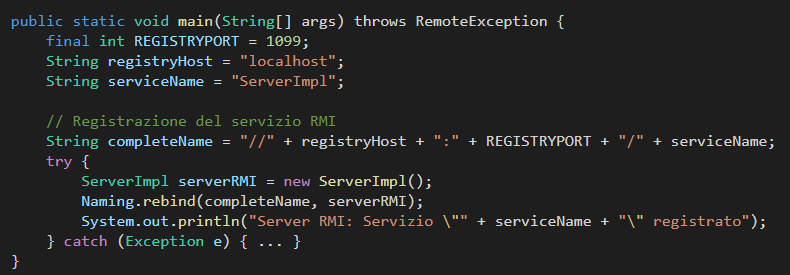 public static void main(String[] args) throws RemoteException {
    final int REGISTRYPORT = 1099;
    String registryHost = "localhost";
    String serviceName = "ServerImpl";

    // Registrazione del servizio RMI
    String completeName = "//" + registryHost + ":" + REGISTRYPORT + "/" + serviceName;
    try {
        ServerImpl serverRMI = new ServerImpl();
        Naming.rebind(completeName, serverRMI);
        System.out.println("Server RMI: Servizio \"" + serviceName + "\" registrato");
    } catch (Exception e) { ... }
}